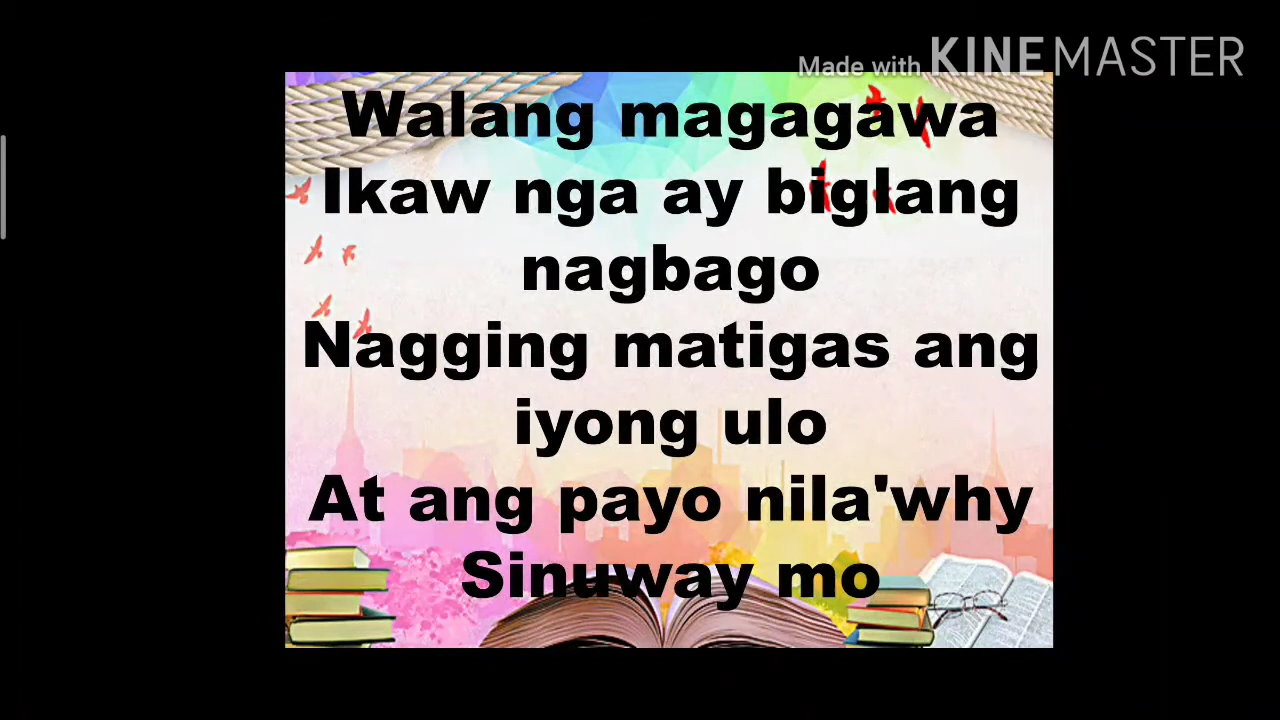 Made with KINEMASTER
Walang magagawa
Ikaw nga ay biglang
nagbago
Nagging matigas ang
iyong ulo
At ang payo nila'why
Sinuway mo